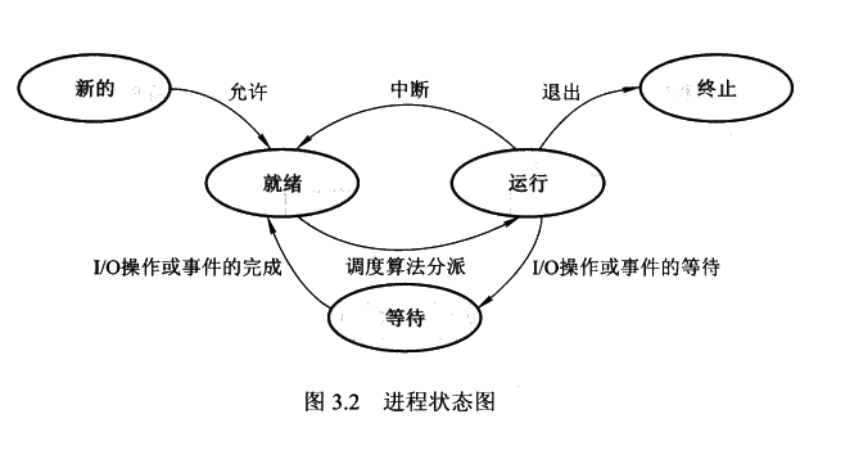 新的
允许
中断
退出
终止
就绪
运行
I/O操作或事件的完成
调度算法分派
I/O操作或事件的等待
等待
图 3.2 进程状态图